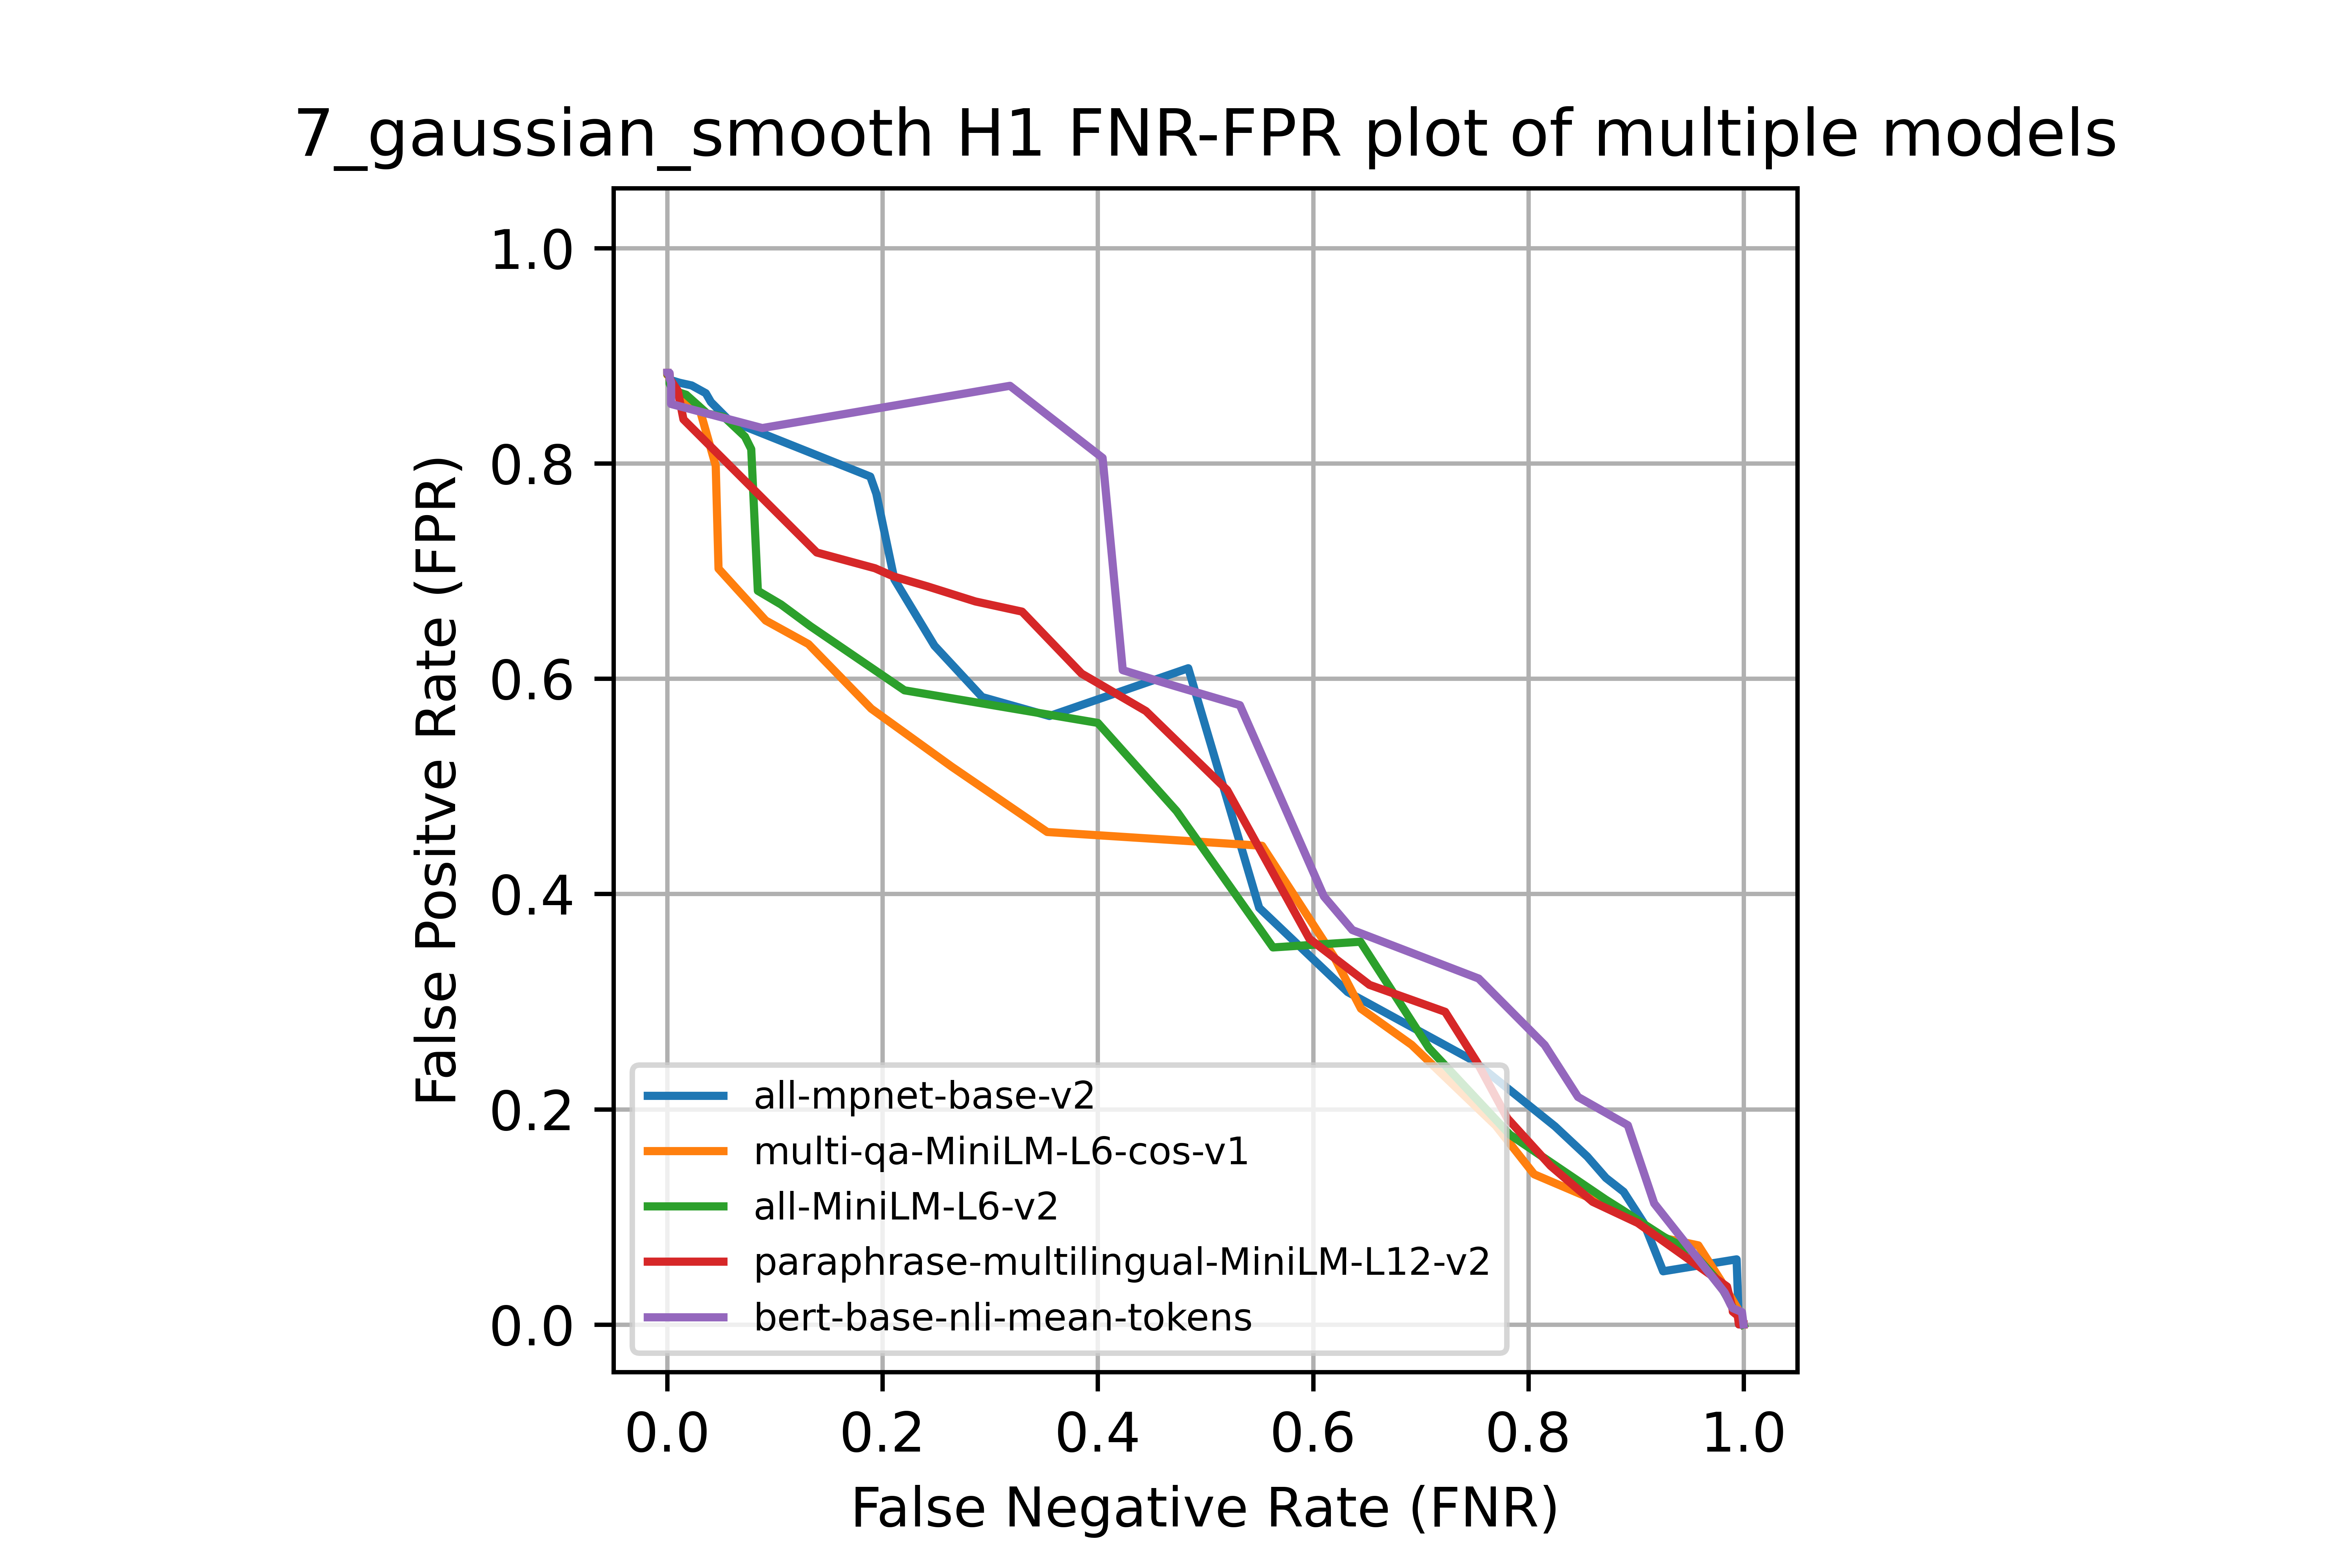 7_gaussian_smooth H1 FNR-FPR plot of multiple models
False Positve Rate (FPR)
1.0
0.8
0.6
0.4
0.2
0.0
all-mpnet-base-v2
multi-qa-MiniLM-L6-cos-v1
all-MiniLM-L6-v2
paraphrase-multilingual-MiniLM-L12-v2
bert-base-nli-mean-tokens
0.0 0.2 0.4 0.6 0.8 1.0
False Negative Rate (FNR)